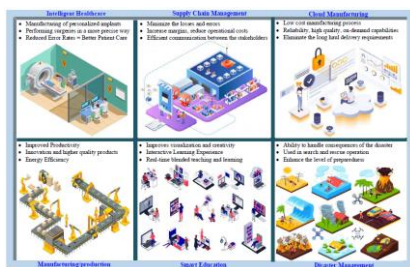 Intelligent Healthcare
• Manufacturing of personalized implants
• Performing surgeries in a more precise way
• Reduced Error Rates = Better Patient Care
Supply Chain Management
• Minimize the losses and errors
• Increase margins, reduce operational costs
• Efficient communication between the stakeholders
Cloud Manufacturing
• Low cost manufacturing process
• Reliability, high quality, on-demand capabilities
• Eliminate the long haul delivery requirements
• Improved Productivity
• Innovation and higher quality products
• Energy Efficiency
Manufacturing/production
• Improves visualization and creativity
• Interactive Learning Experience
• Real-time blended teaching and learning
Smart Education
• Ability to handle consequences of the disaster
• Used in search and rescue operation
• Enhance the level of preparedness
Disaster Management